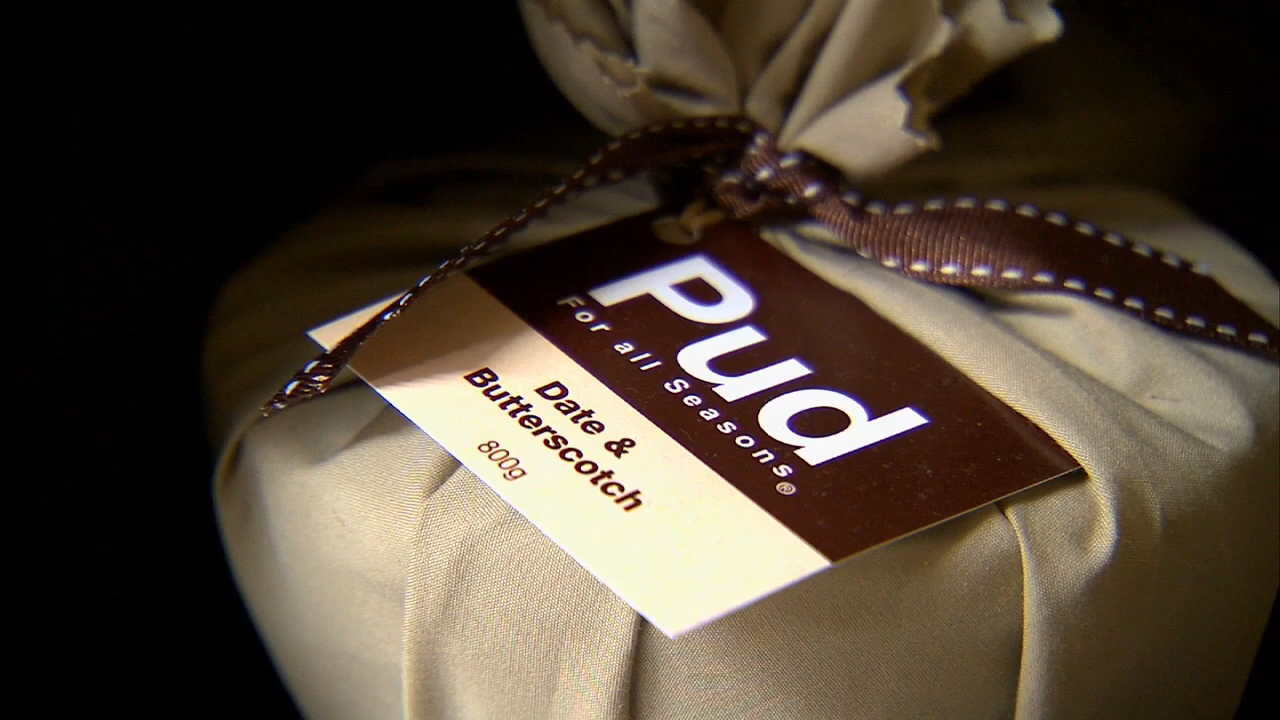 Pud
For all Seasons®
Date &
Butterscotch
800g